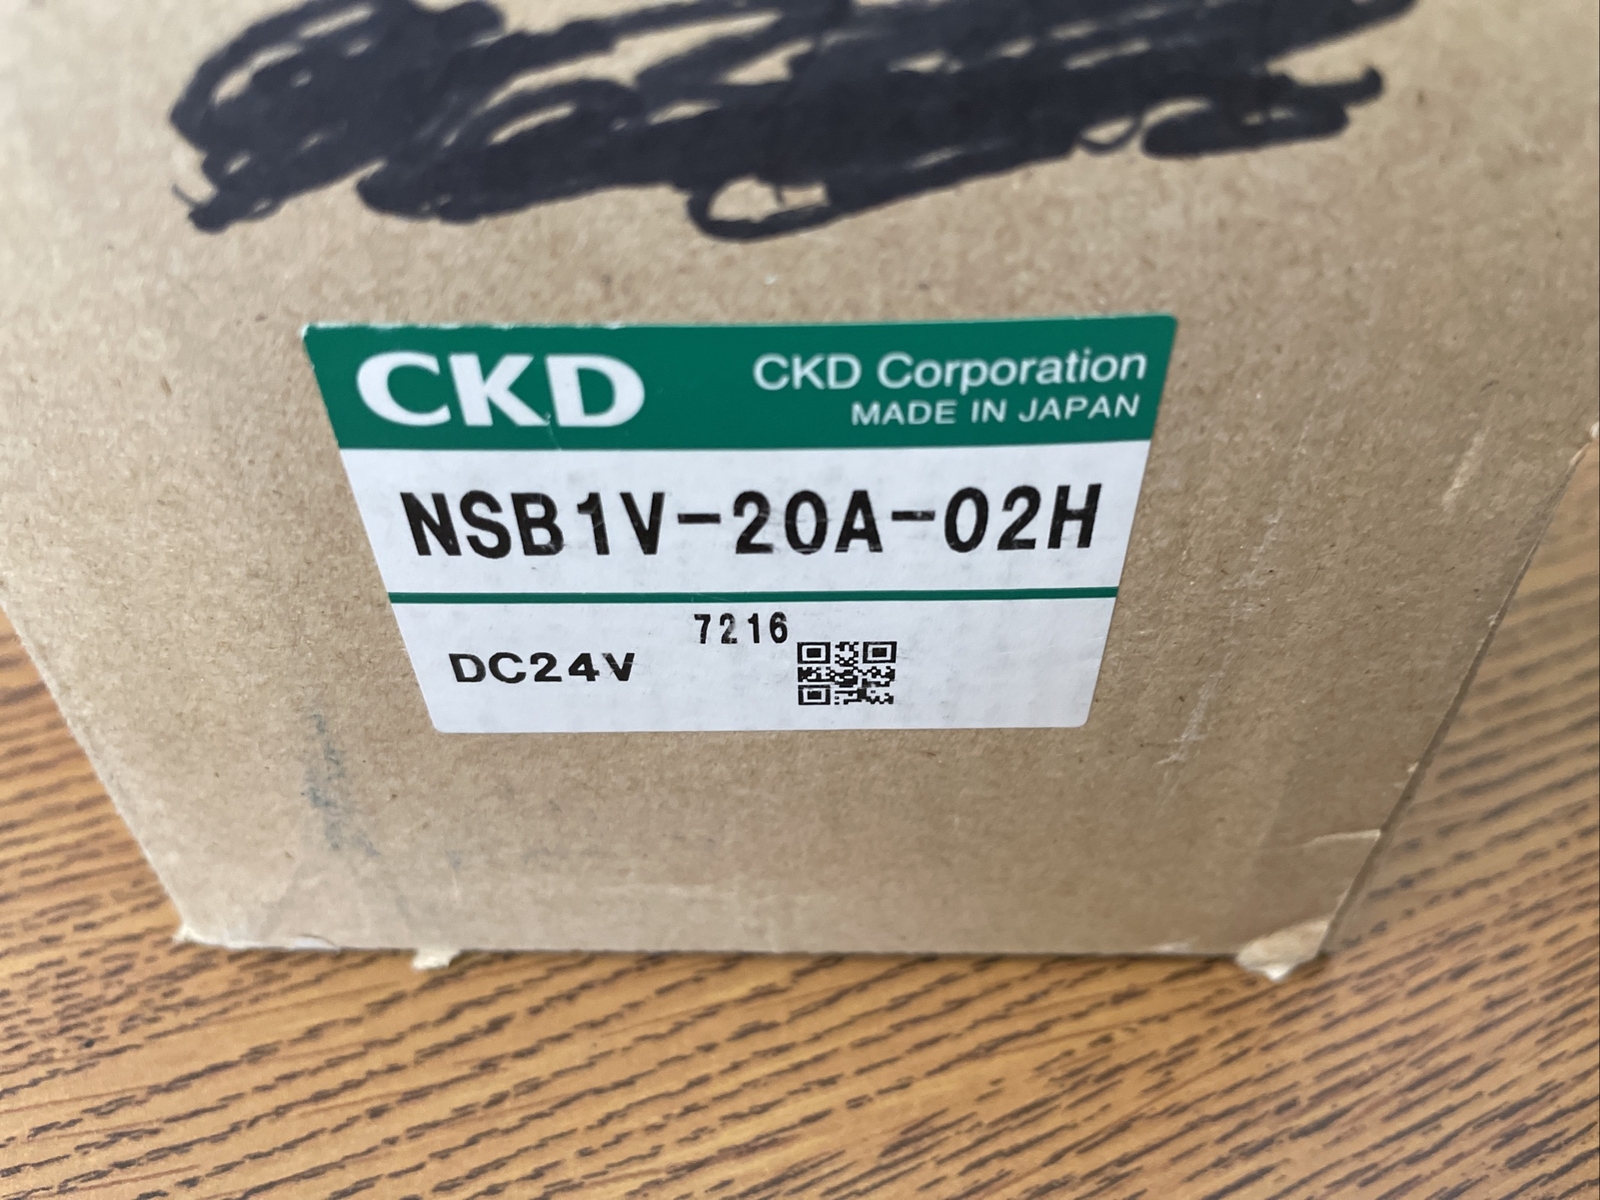 CKD
CKD Corporation
MADE IN JAPAN
NSB1V-20A-02H
7216
DC24V